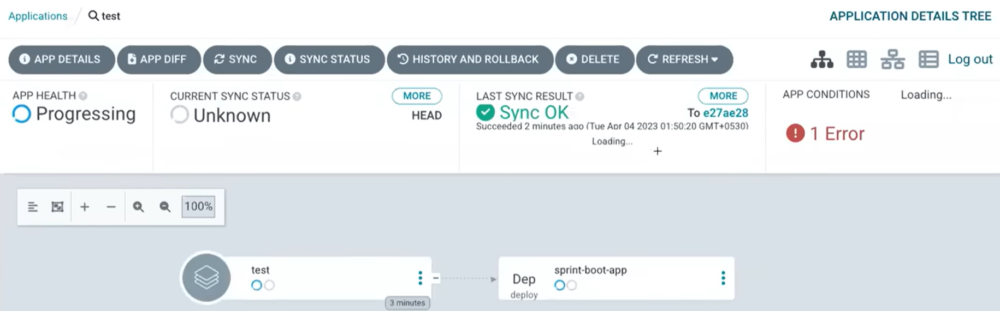 Applications / test
APPLICATION DETAILS TREE
APP DETAILS
APP DIFF
SYNC
SYNC STATUS
HISTORY AND ROLLBACK
DELETE
REFRESH
Log out
APP HEALTH
Progressing
CURRENT SYNC STATUS
MORE
Unknown
HEAD
LAST SYNC RESULT
MORE
Sync OK
To e27ae28
Succeeded 2 minutes ago (Tue Apr 04 2023 01:50:20 GMT+0530)
Loading...
APP CONDITIONS
Loading...
1 Error
100%
test
3 minutes
sprint-boot-app
Dep
deploy